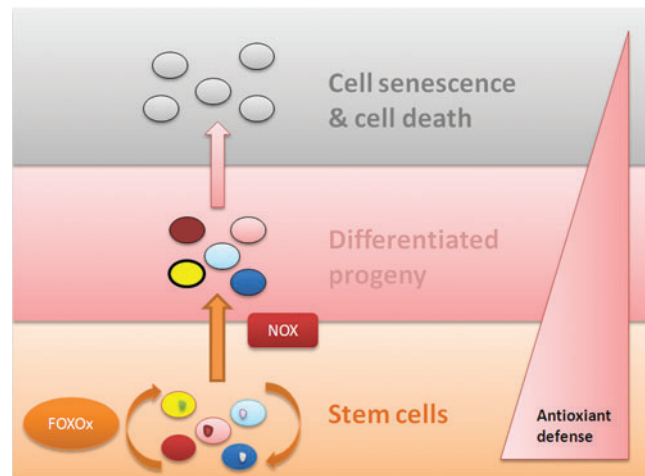 Cell senescence
& cell death
Differentiated
progeny
NOX
Stem cells
FOXOx
Antioxiant
defense